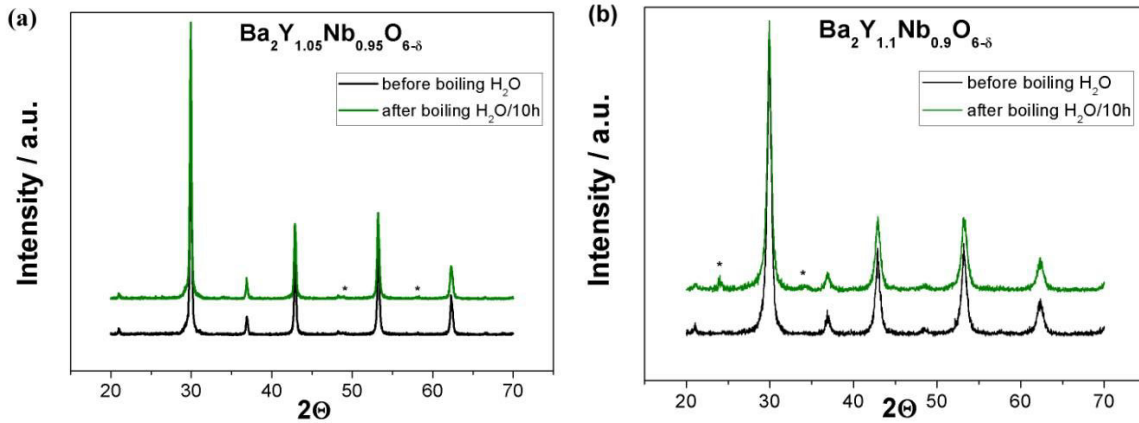 (a)
Ba₂Y₁.₀₅Nb₀.₉₅O₆₋δ
before boiling H₂O
after boiling H₂O/10h
Intensity / a.u.
*
*
20 30 40 50 60 70
2Θ
(b)
Ba₂Y₁.₁Nb₀.₉O₆₋δ
before boiling H₂O
after boiling H₂O/10h
Intensity / a.u.
*
*
20 30 40 50 60 70
2Θ